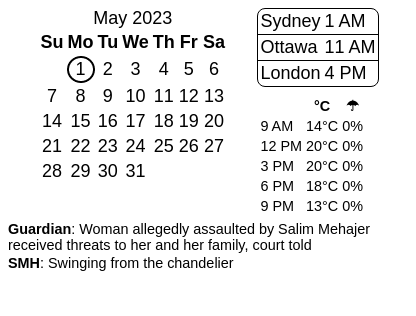 May 2023
Su Mo Tu We Th Fr Sa
1 2 3 4 5 6
7 8 9 10 11 12 13
14 15 16 17 18 19 20
21 22 23 24 25 26 27
28 29 30 31
Sydney 1 AM
Ottawa 11 AM
London 4 PM
°C ☂
9 AM 14°C 0%
12 PM 20°C 0%
3 PM 20°C 0%
6 PM 18°C 0%
9 PM 13°C 0%
Guardian: Woman allegedly assaulted by Salim Mehajer
received threats to her and her family, court told
SMH: Swinging from the chandelier